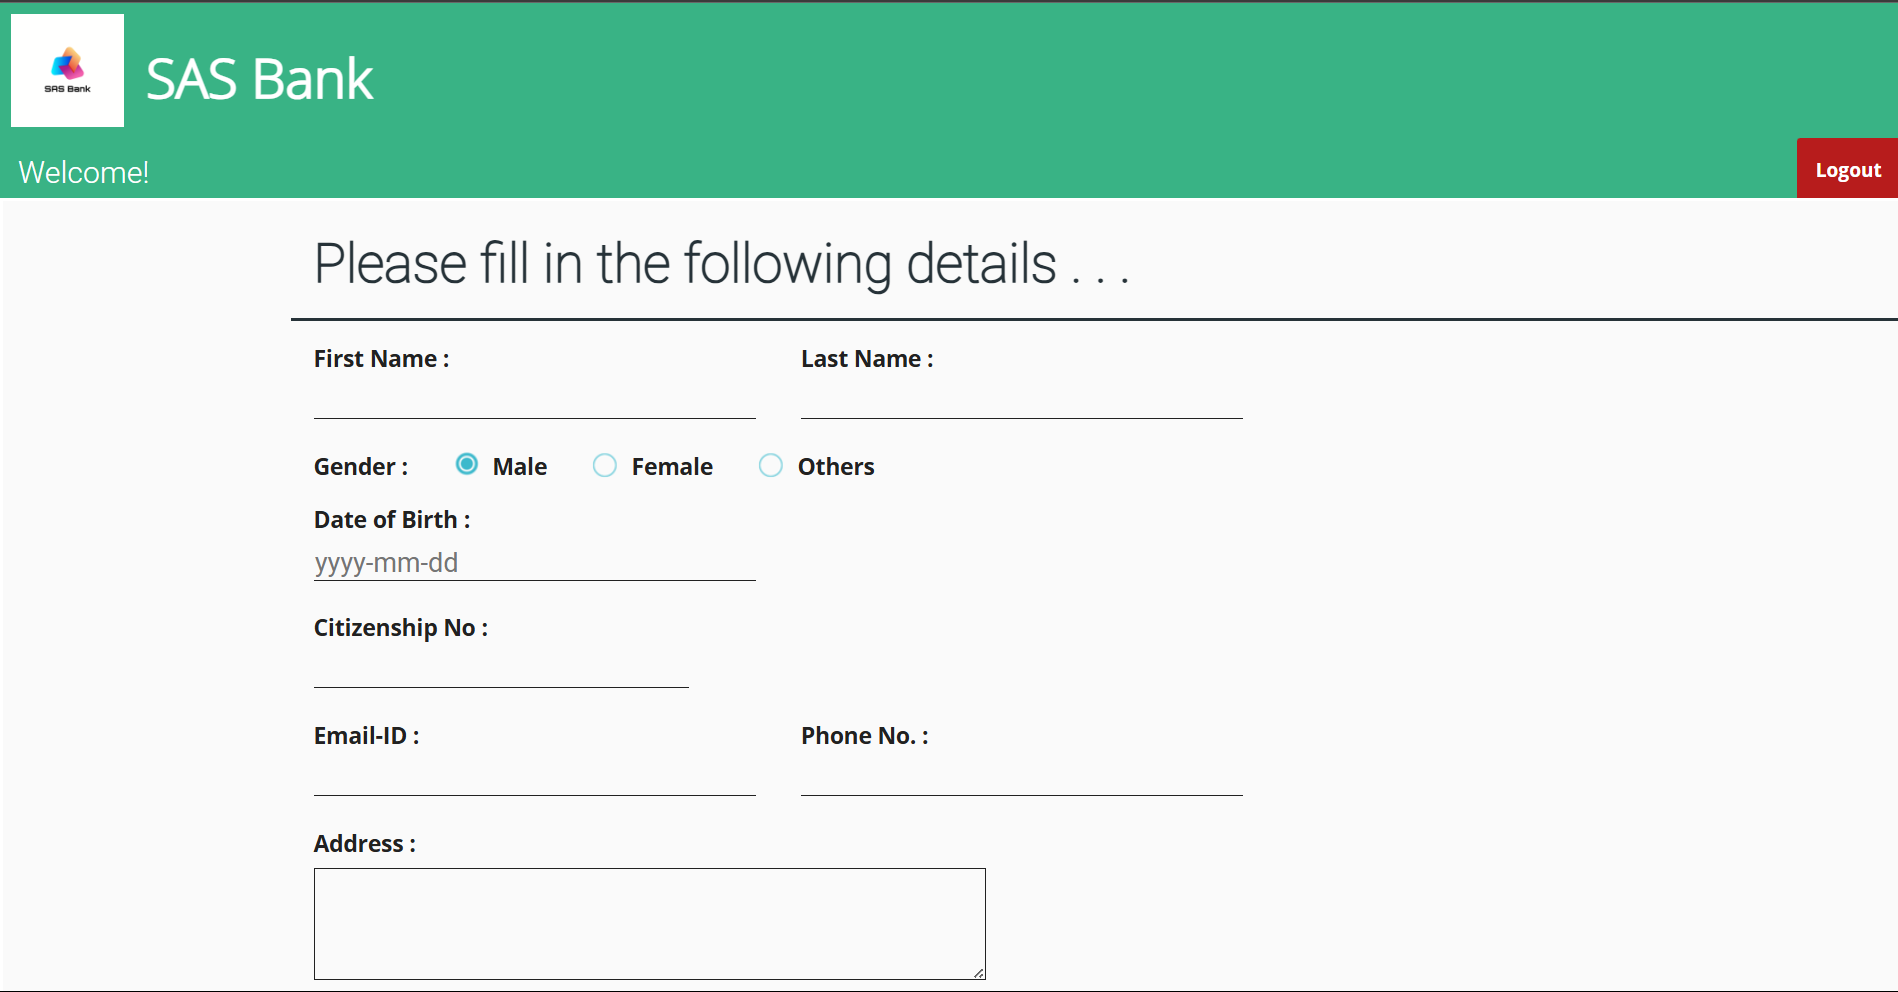 SAS Bank
SAS Bank
Welcome!
Logout
Please fill in the following details . . .
First Name :
Last Name :
Gender :
Male
Female
Others
Date of Birth :
yyyy-mm-dd
Citizenship No :
Email-ID :
Phone No. :
Address :